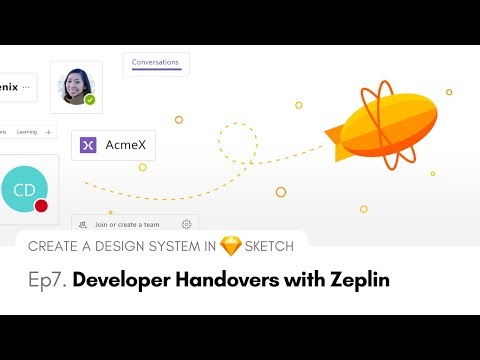 enix
Conversations
ons
Learning
+
AcmeX
CD
Join or create a team
CREATE A DESIGN SYSTEM IN SKETCH
Ep7. Developer Handovers with Zeplin